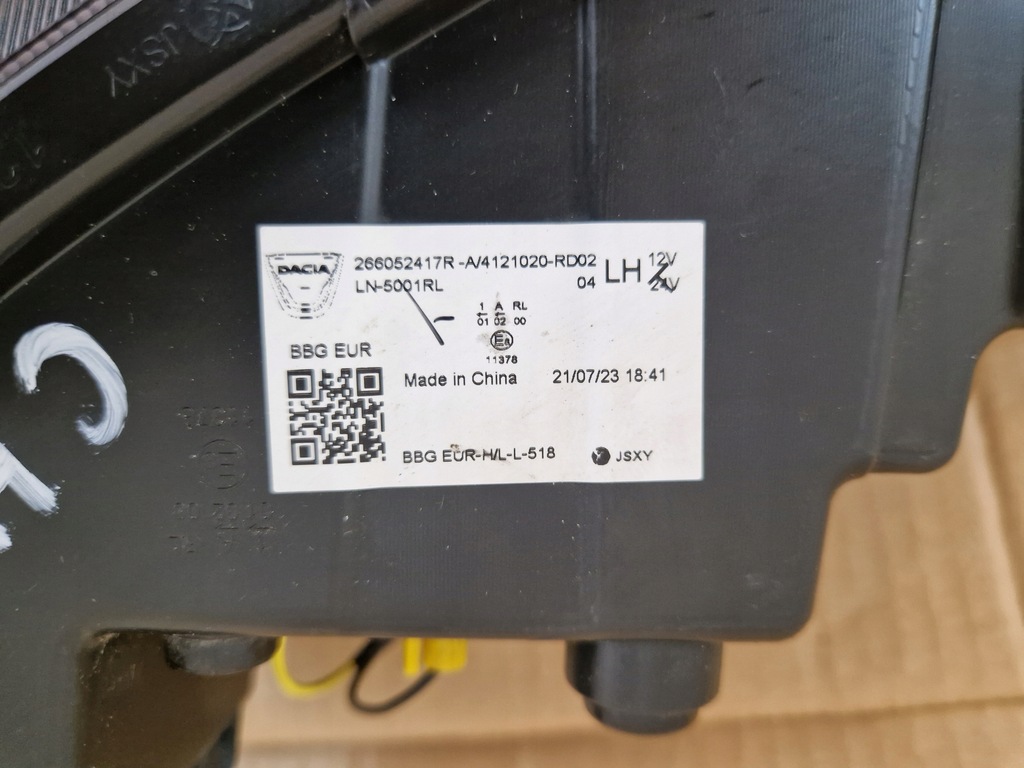 JSXY
DACIA
266052417R -A/4121020-RD02
04
LH
12V
24V
LN-5001RL
1 A RL
01 02 00
11378
BBG EUR
Made in China
21/07/23 18:41
BBG EUR-H/L-L-518
JSXY